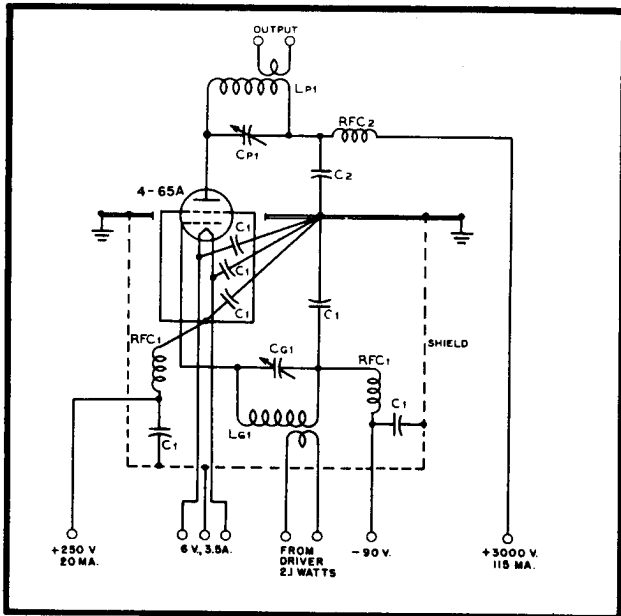 OUTPUT
LP1
RFC2
CP1
C2
4-65A
C1
C1
C1
C1
RFC1
CG1
RFC1
SHIELD
C1
LG1
C1
+250 V
20 MA.
6 V, 3.5A.
FROM
DRIVER
2.1 WATTS
-90 V.
+3000 V.
115 MA.